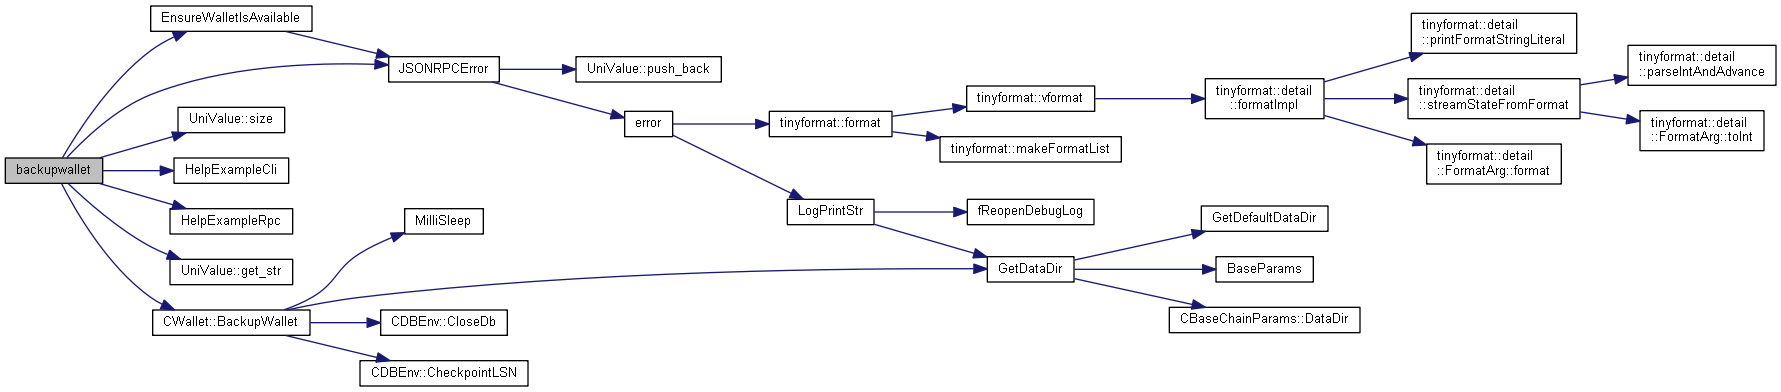 EnsureWalletIsAvailable
tinyformat::detail
::printFormatStringLiteral
tinyformat::detail
::parseIntAndAdvance
JSONRPCError
UniValue::push_back
tinyformat::vformat
tinyformat::detail
::formatImpl
tinyformat::detail
::streamStateFromFormat
UniValue::size
error
tinyformat::format
tinyformat::makeFormatList
tinyformat::detail
::FormatArg::toInt
backupwallet
HelpExampleCli
tinyformat::detail
::FormatArg::format
HelpExampleRpc
MilliSleep
LogPrintStr
fReopenDebugLog
GetDefaultDataDir
UniValue::get_str
GetDataDir
BaseParams
CWallet::BackupWallet
CDBEnv::CloseDb
CBaseChainParams::DataDir
CDBEnv::CheckpointLSN